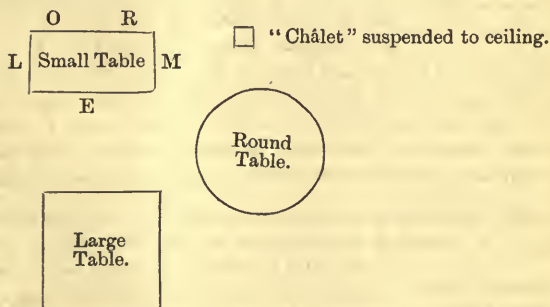 O R
"Châlet" suspended to ceiling.
L Small Table M
E
Round
Table.
Large
Table.